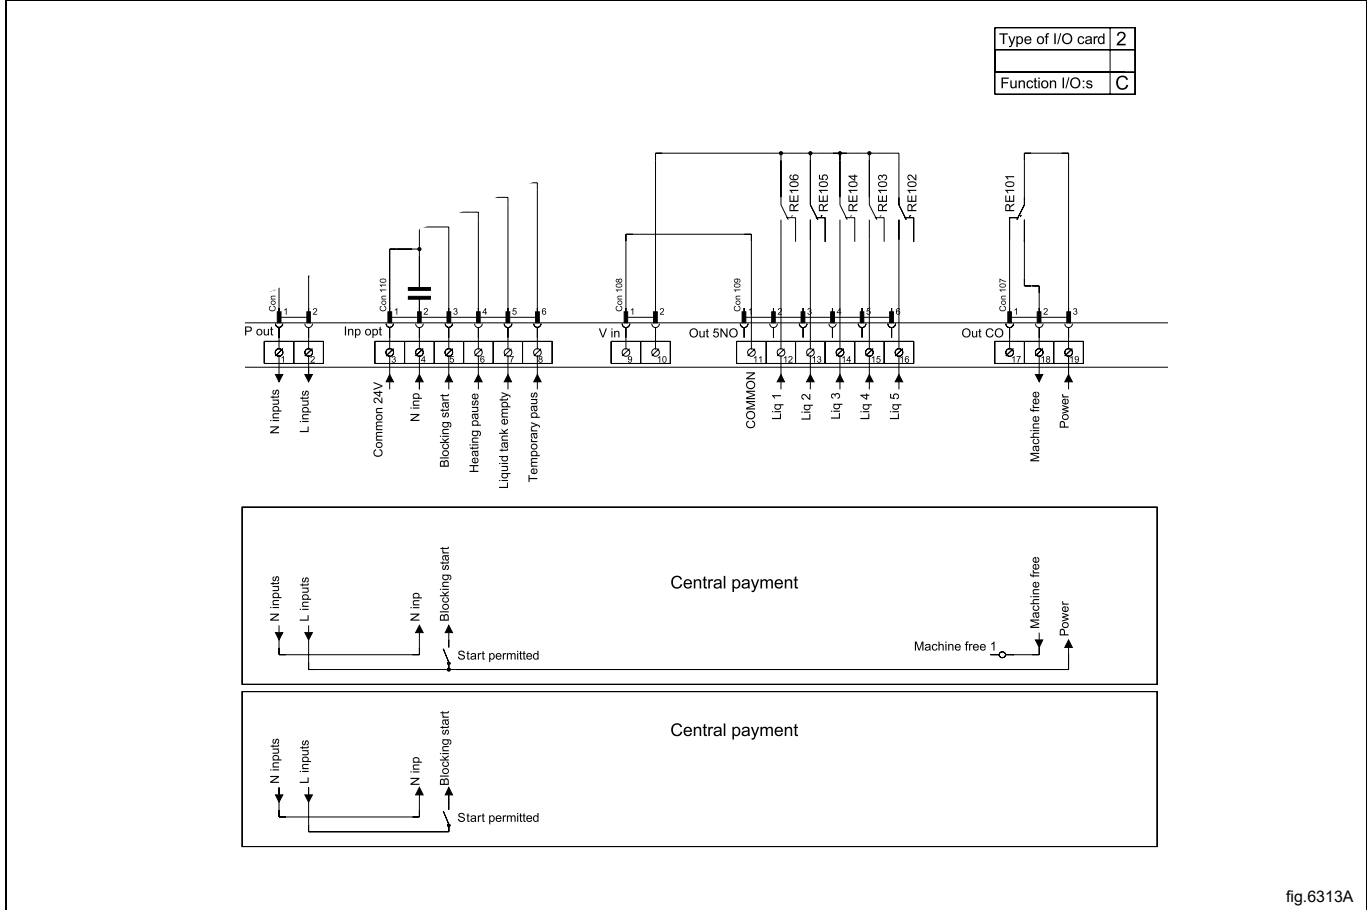 Type of I/O card 2
Function I/O:s C
RE106 RE105 RE104 RE103 RE102 RE101
Con Con 110 Con 108 Con 109 Con 107
1 2 1 2 3 4 5 6 1 2 1 2 3 4 5 6 1 2 3
P out Inp opt V in Out 5NO Out CO
1 2 3 4 5 6 7 8 9 10 11 12 13 14 15 16 17 18 19
N inputs
L inputs
Common 24V
N inp
Blocking start
Heating pause
Liquid tank empty
Temporary paus
COMMON
Liq 1
Liq 2
Liq 3
Liq 4
Liq 5
Machine free
Power
Central payment
N inputs
L inputs
N inp
Blocking start
Start permitted
Machine free 1
Machine free
Power
Central payment
N inputs
L inputs
N inp
Blocking start
Start permitted
fig.6313A